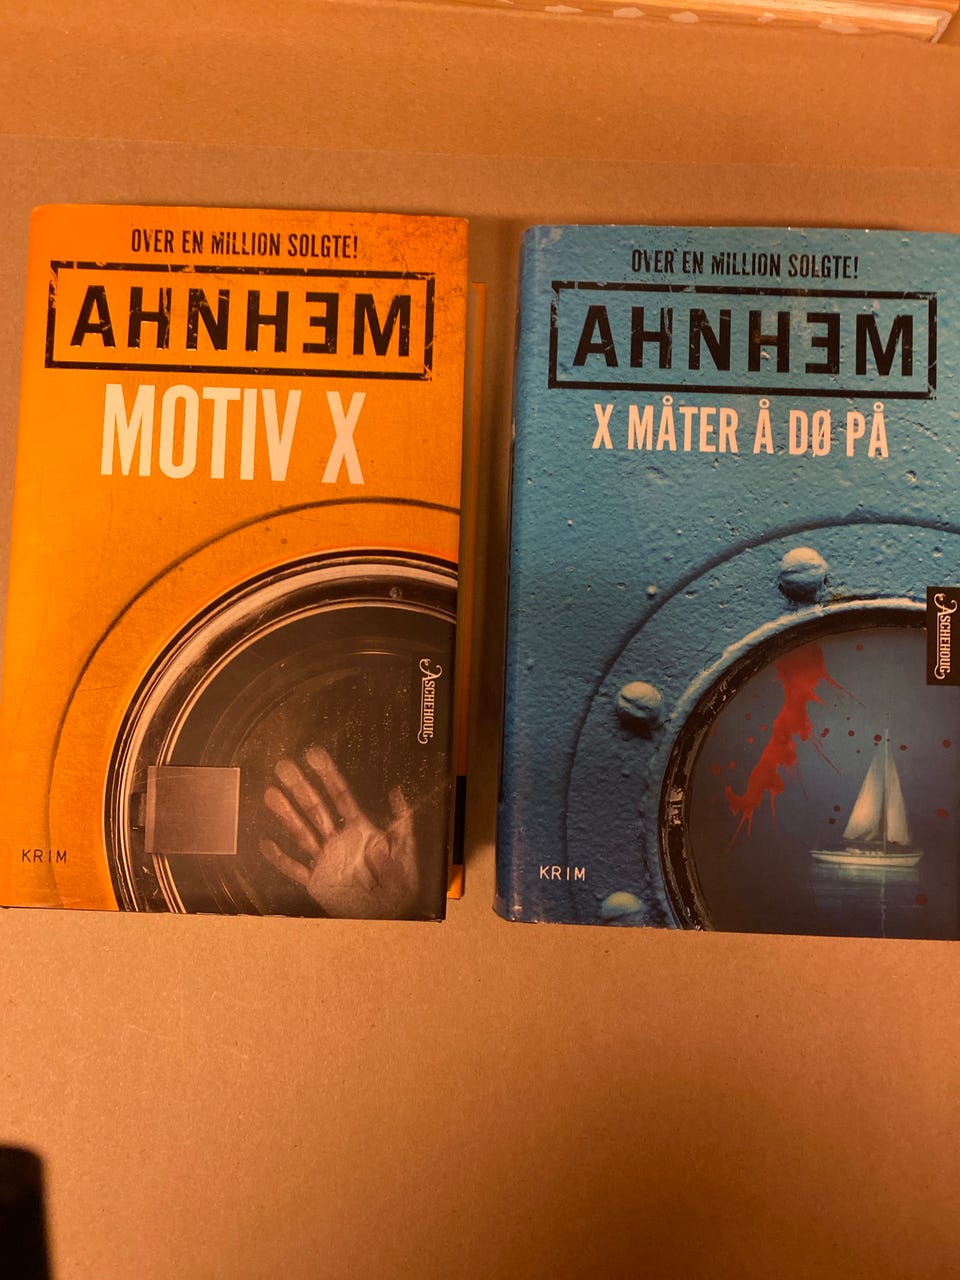 OVER EN MILLION SOLGTE!
AHNHEM
MOTIV X
ASCHEHOUG
KRIM
OVER EN MILLION SOLGTE!
AHNHEM
X MÅTER Å DØ PÅ
ASCHEHOUG
KRIM